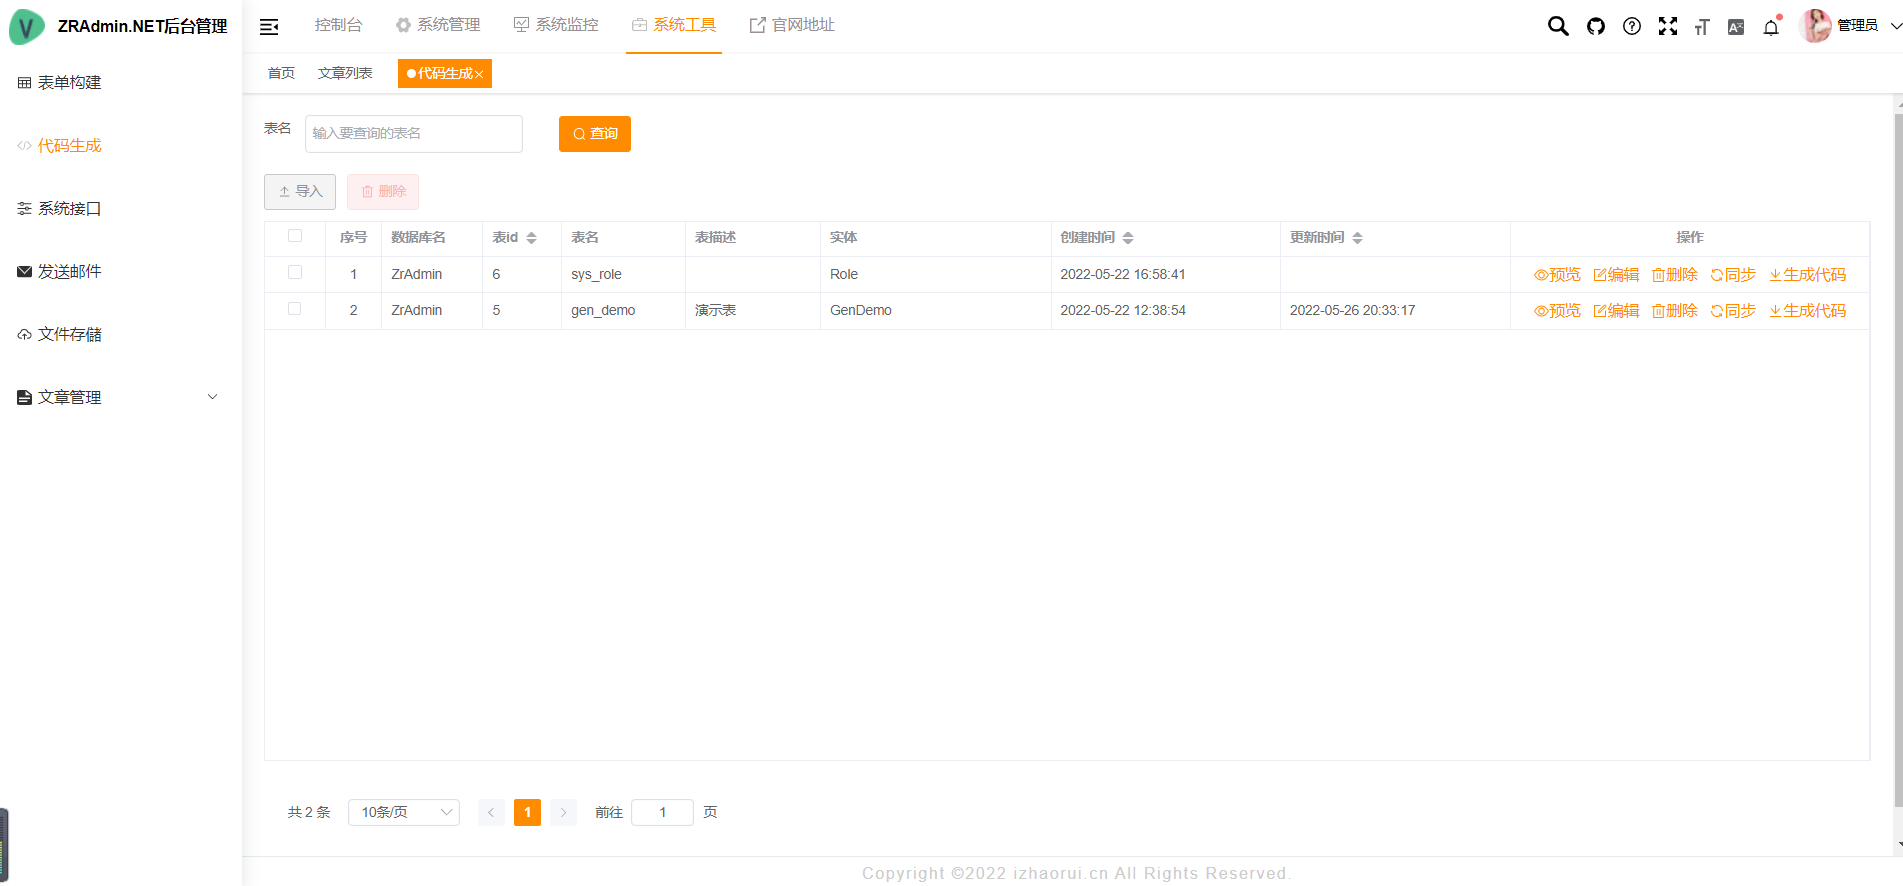 ZRAdmin.NET后台管理
控制台 系统管理 系统监控 系统工具 官网地址 管理员
首页 文章列表 代码生成
表单构建
代码生成
系统接口
发送邮件
文件存储
文章管理
表名 输入要查询的表名 查询
导入 删除
序号 数据库名 表id 表名 表描述 实体 创建时间 更新时间 操作
1 ZrAdmin 6 sys_role Role 2022-05-22 16:58:41 预览 编辑 删除 同步 生成代码
2 ZrAdmin 5 gen_demo 演示表 GenDemo 2022-05-22 12:38:54 2022-05-26 20:33:17 预览 编辑 删除 同步 生成代码
共 2 条 10条/页 1 前往 1 页
Copyright ©2022 izhaorui.cn All Rights Reserved.